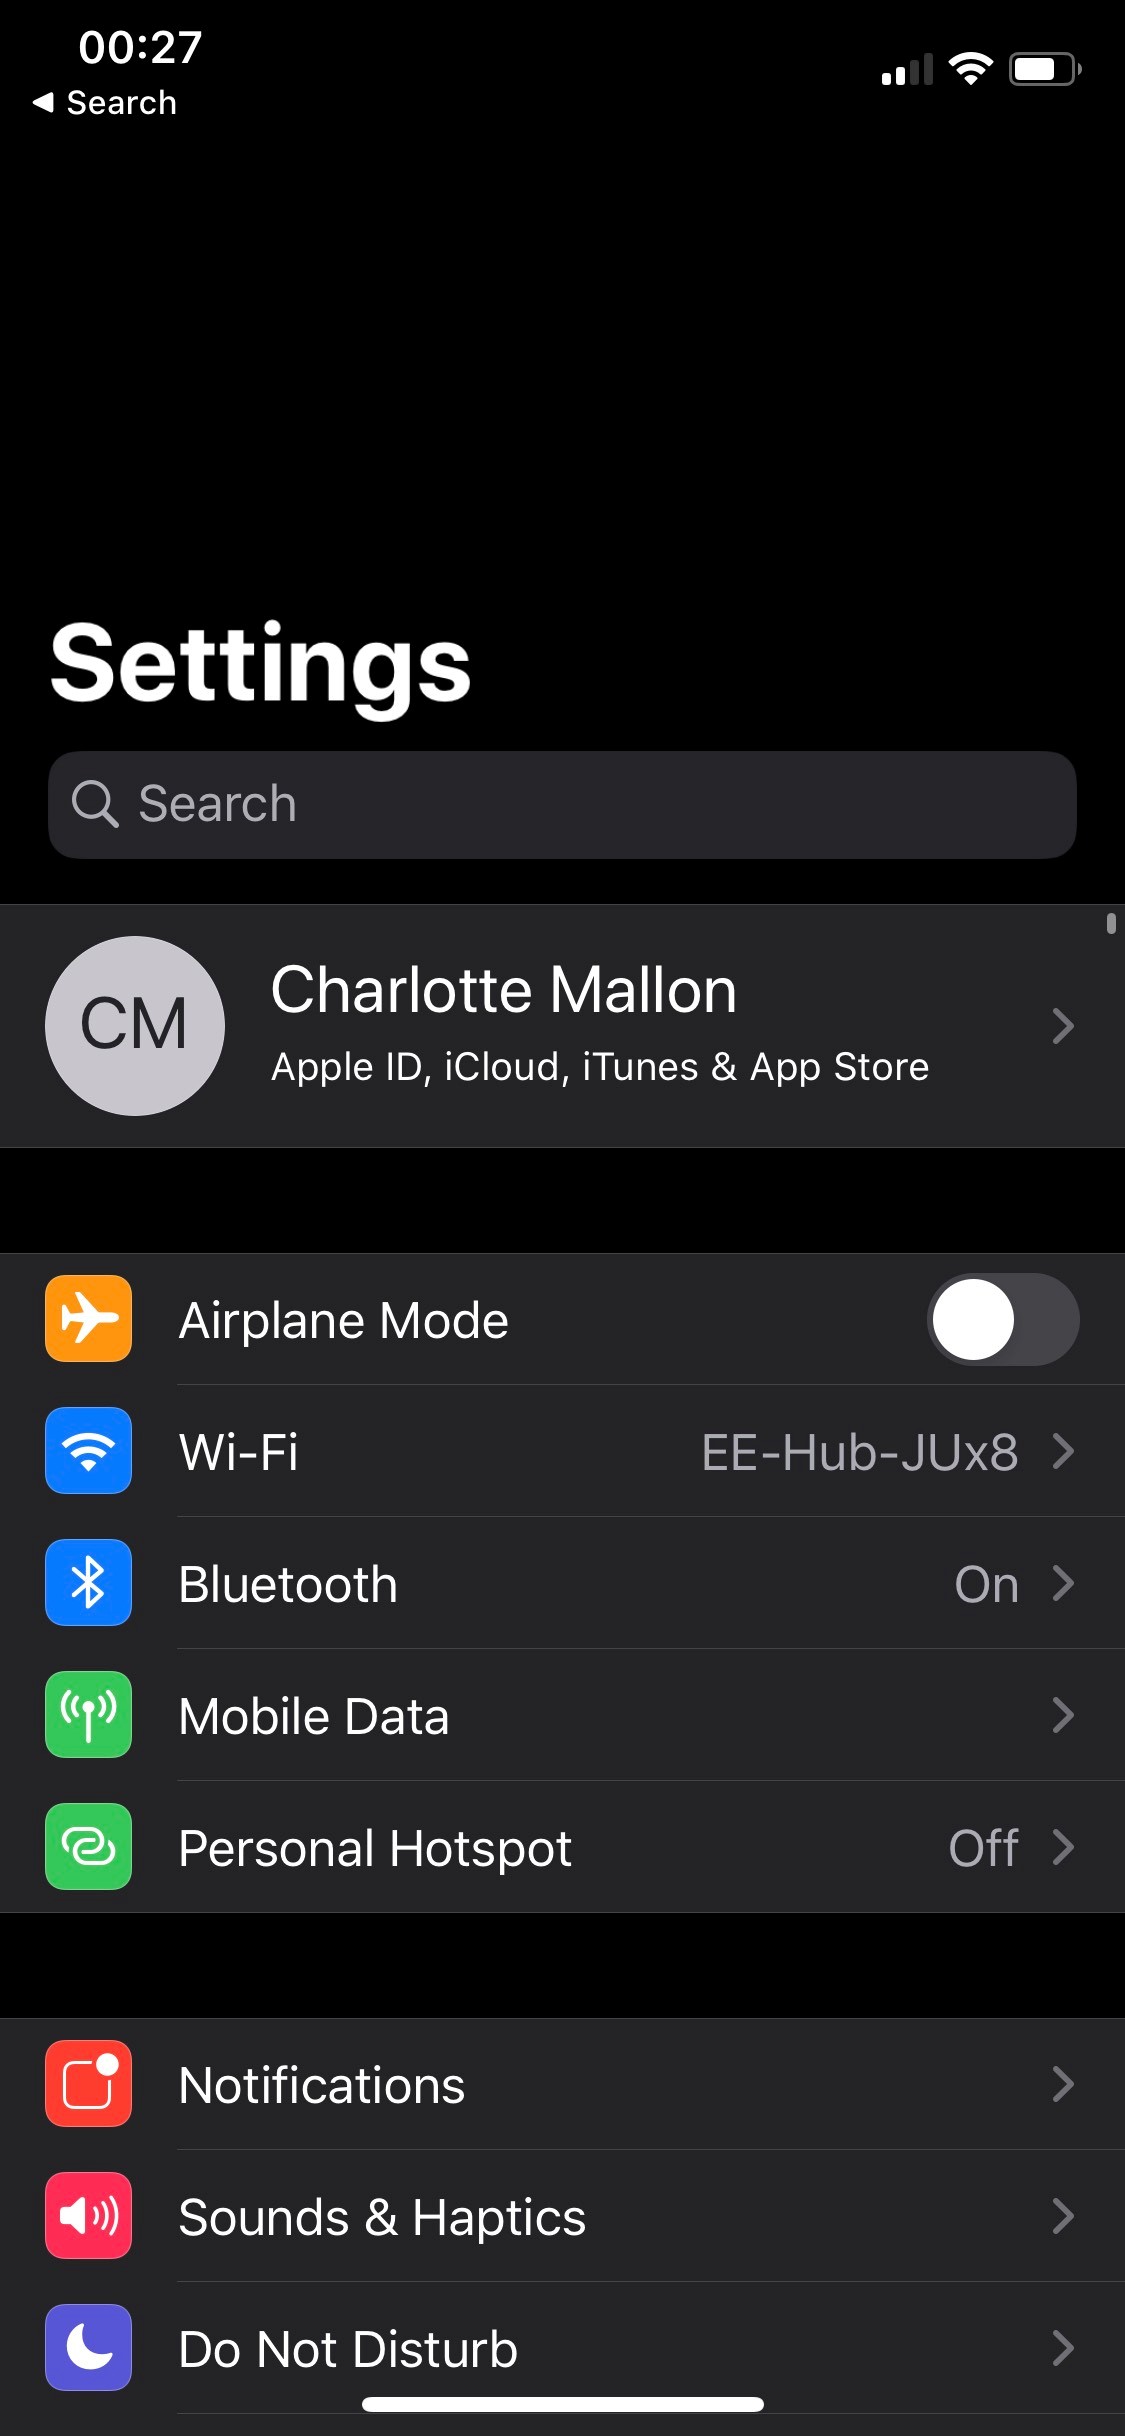 00:27
Search
Settings
Search
CM
Charlotte Mallon
Apple ID, iCloud, iTunes & App Store
Airplane Mode
Wi-Fi EE-Hub-JUx8
Bluetooth On
Mobile Data
Personal Hotspot Off
Notifications
Sounds & Haptics
Do Not Disturb